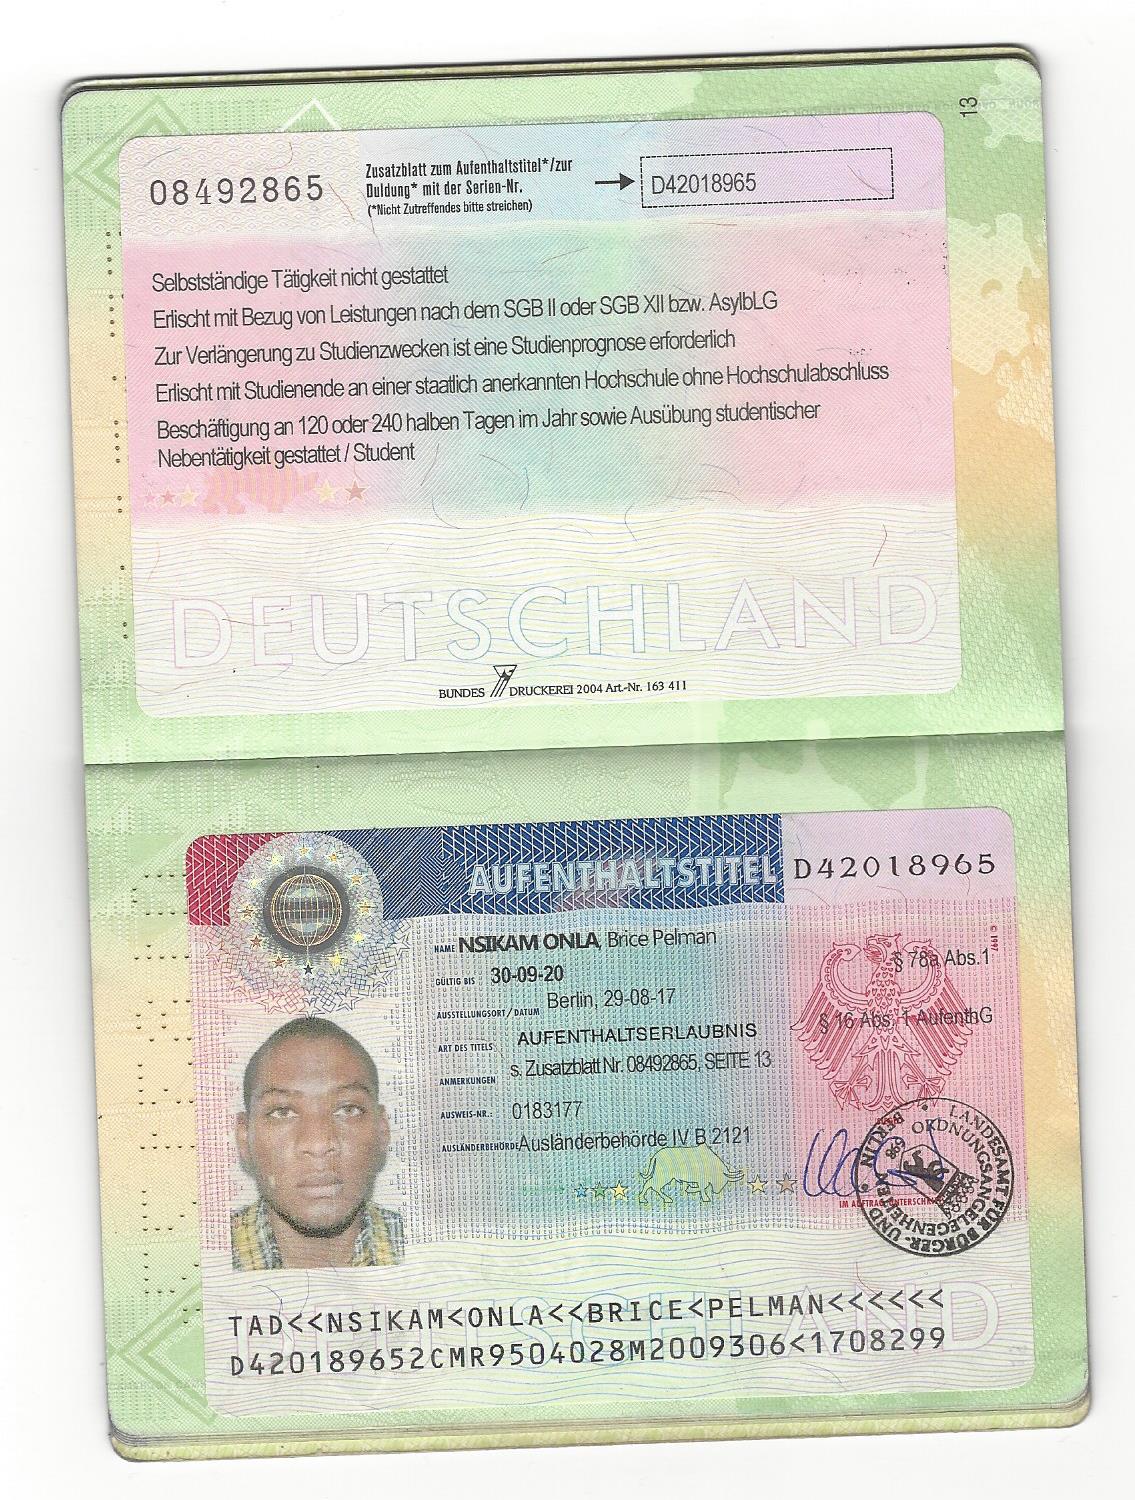 13
08492865
Zusatzblatt zum Aufenthaltstitel*/zur
Duldung* mit der Serien-Nr.
(*Nicht Zutreffendes bitte streichen)
D42018965
Selbstständige Tätigkeit nicht gestattet
Erlischt mit Bezug von Leistungen nach dem SGB II oder SGB XII bzw. AsylbLG
Zur Verlängerung zu Studienzwecken ist eine Studienprognose erforderlich
Erlischt mit Studienende an einer staatlich anerkannten Hochschule ohne Hochschulabschluss
Beschäftigung an 120 oder 240 halben Tagen im Jahr sowie Ausübung studentischer
Nebentätigkeit gestattet / Student
DEUTSCHLAND
BUNDES DRUCKEREI 2004 Art.-Nr. 163 411
AUFENTHALTSTITEL D42018965
NAME NSIKAM ONLA, Brice Pelman
© 1997
§ 78a Abs.1
GÜLTIG BIS 30-09-20
AUSSTELLUNGSORT / DATUM Berlin, 29-08-17
§ 16 Abs. 1 AufenthG
ART DES TITELS AUFENTHALTSERLAUBNIS
ANMERKUNGEN s. Zusatzblatt Nr. 08492865, SEITE 13
AUSWEIS-NR.: 0183177
AUSLÄNDERBEHÖRDE Ausländerbehörde IV B 2121
IM AUFTRAG
LANDESAMT FÜR BÜRGER- UND
ORDNUNGSANGELEGENHEITEN
BERLIN
DEUTSCHLAND
TAD<<NSIKAM<ONLA<<BRICE<PELMAN<<<<<<
D420189652CMR9504028M2009306<1708299